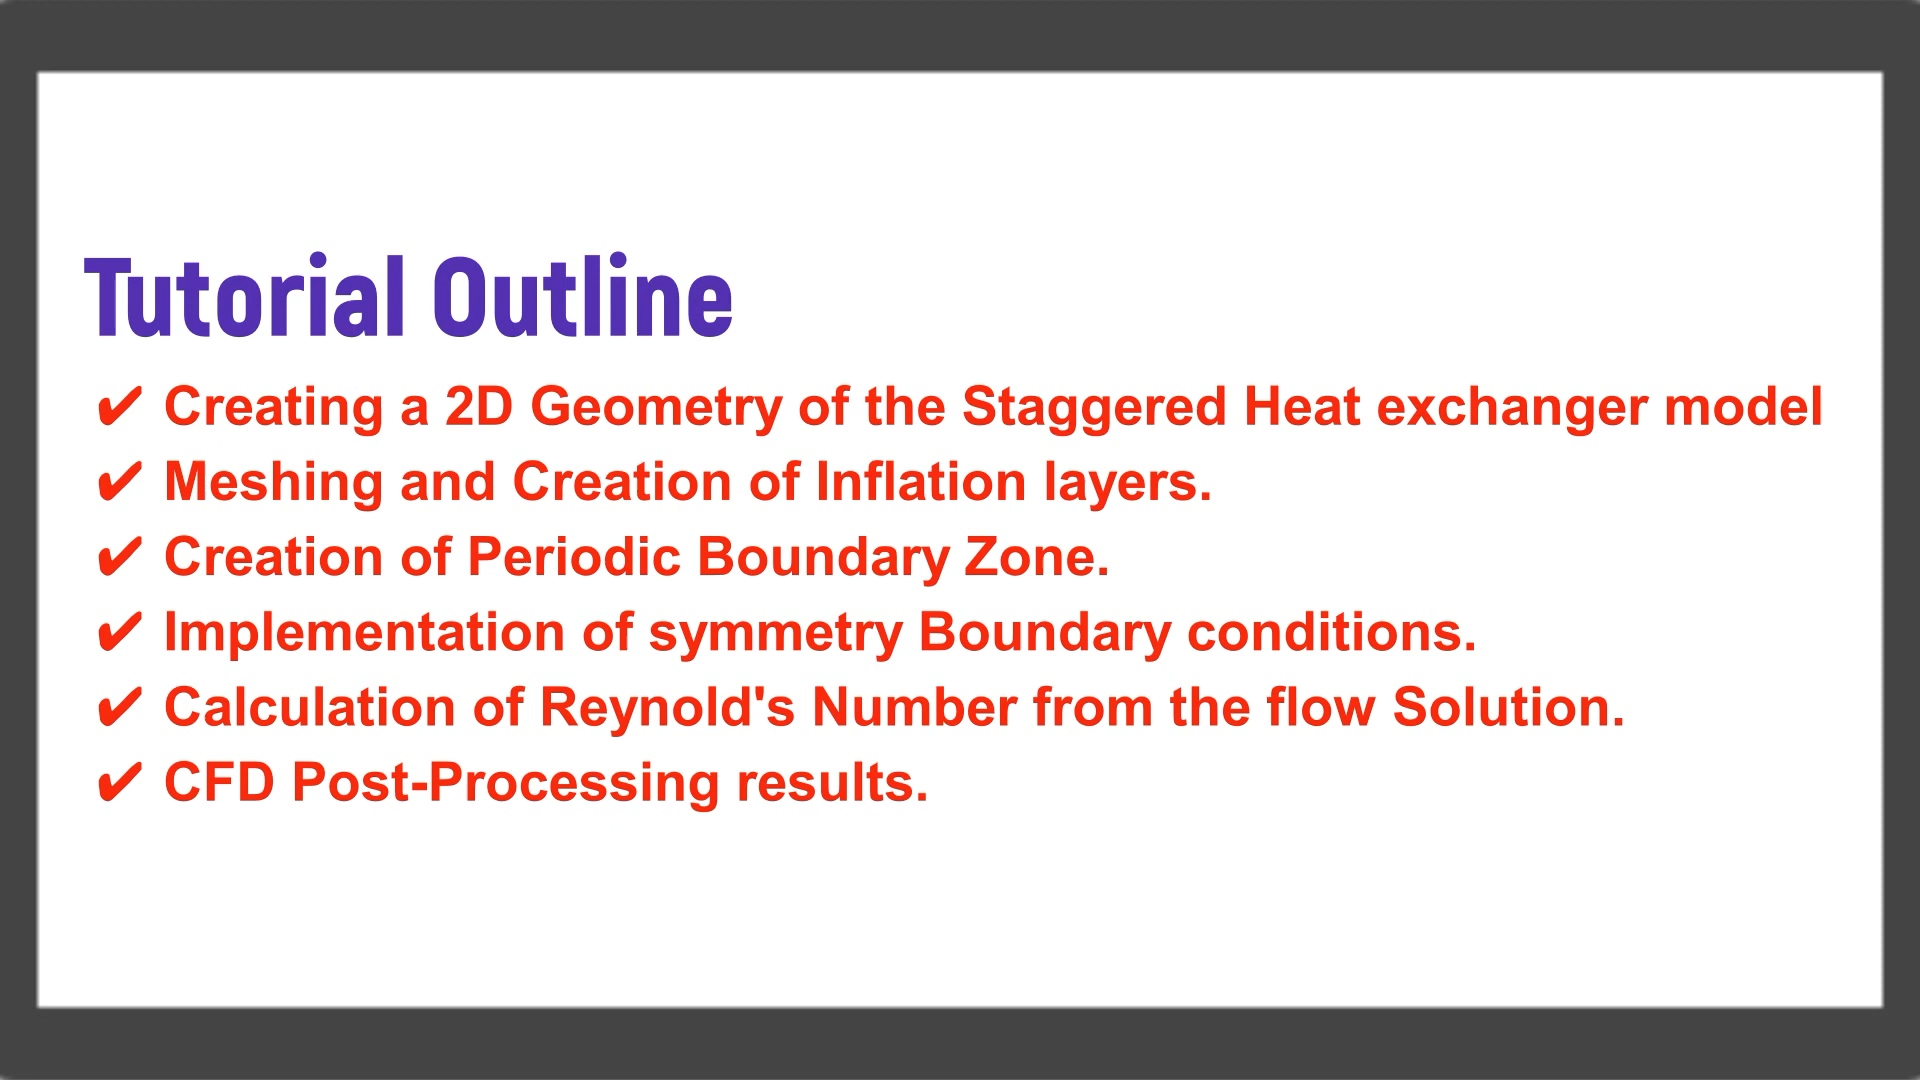 Tutorial Outline
✔ Creating a 2D Geometry of the Staggered Heat exchanger model
✔ Meshing and Creation of Inflation layers.
✔ Creation of Periodic Boundary Zone.
✔ Implementation of symmetry Boundary conditions.
✔ Calculation of Reynold's Number from the flow Solution.
✔ CFD Post-Processing results.